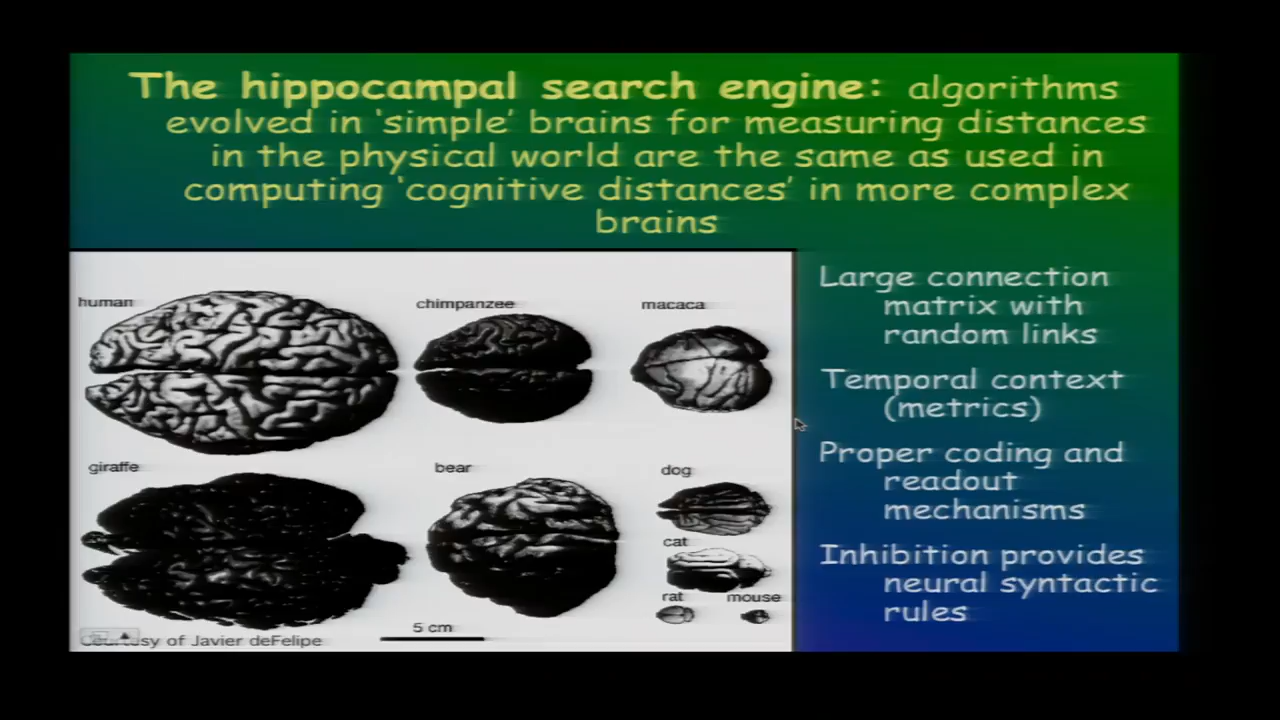 The hippocampal search engine: algorithms
evolved in 'simple' brains for measuring distances
in the physical world are the same as used in
computing 'cognitive distances' in more complex
brains
human
chimpanzee
macaca
giraffe
bear
dog
cat
rat
mouse
5 cm
Courtesy of Javier deFelipe
Large connection
matrix with
random links
Temporal context
(metrics)
Proper coding and
readout
mechanisms
Inhibition provides
neural syntactic
rules